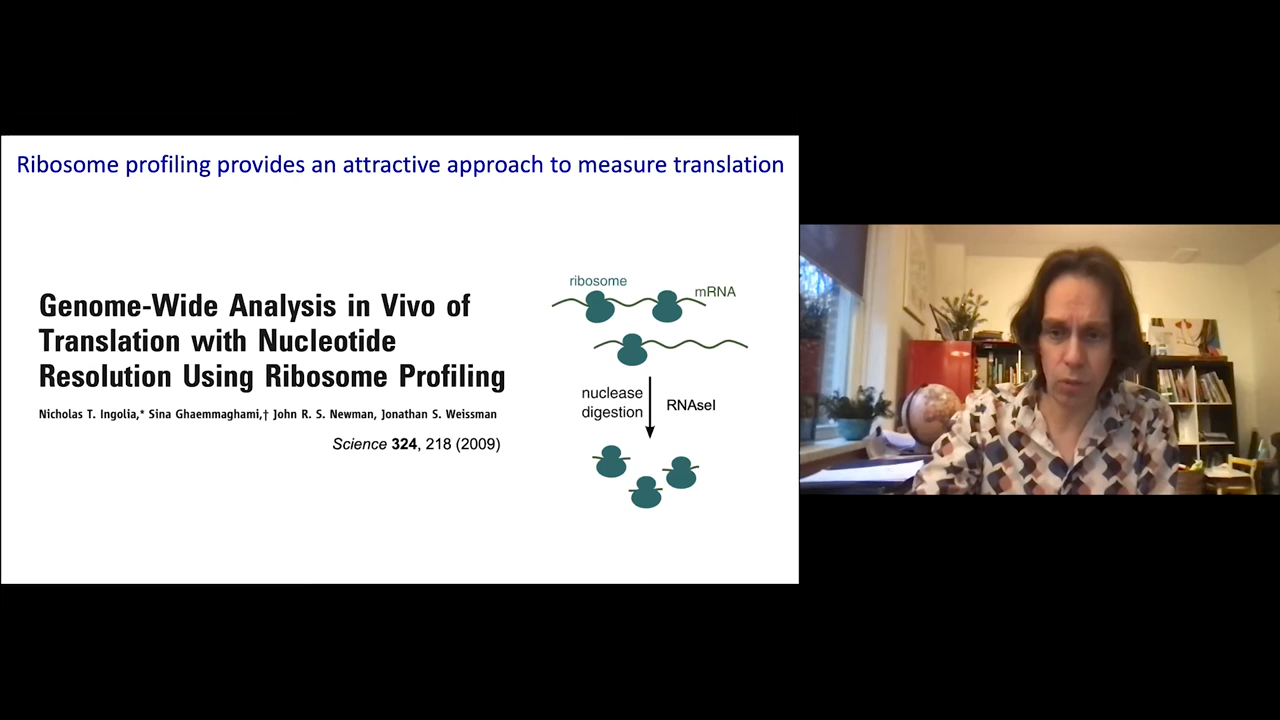 Ribosome profiling provides an attractive approach to measure translation
Genome-Wide Analysis in Vivo of
Translation with Nucleotide
Resolution Using Ribosome Profiling
Nicholas T. Ingolia,* Sina Ghaemmaghami,† John R. S. Newman, Jonathan S. Weissman
Science 324, 218 (2009)
ribosome
mRNA
nuclease
digestion
RNAseI